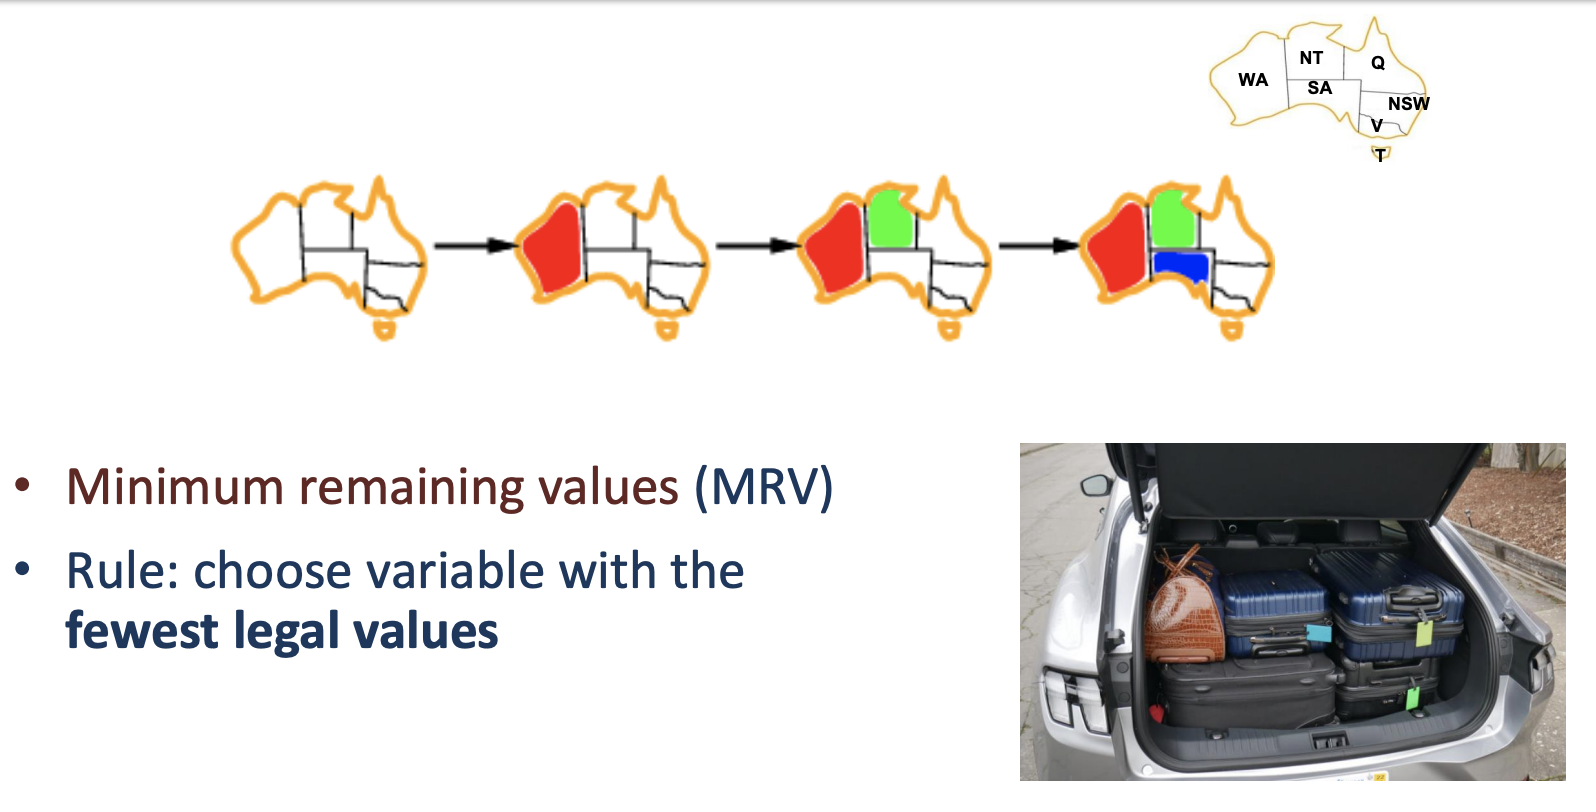 WA
NT
Q
SA
NSW
V
T
• Minimum remaining values (MRV)
• Rule: choose variable with the
fewest legal values